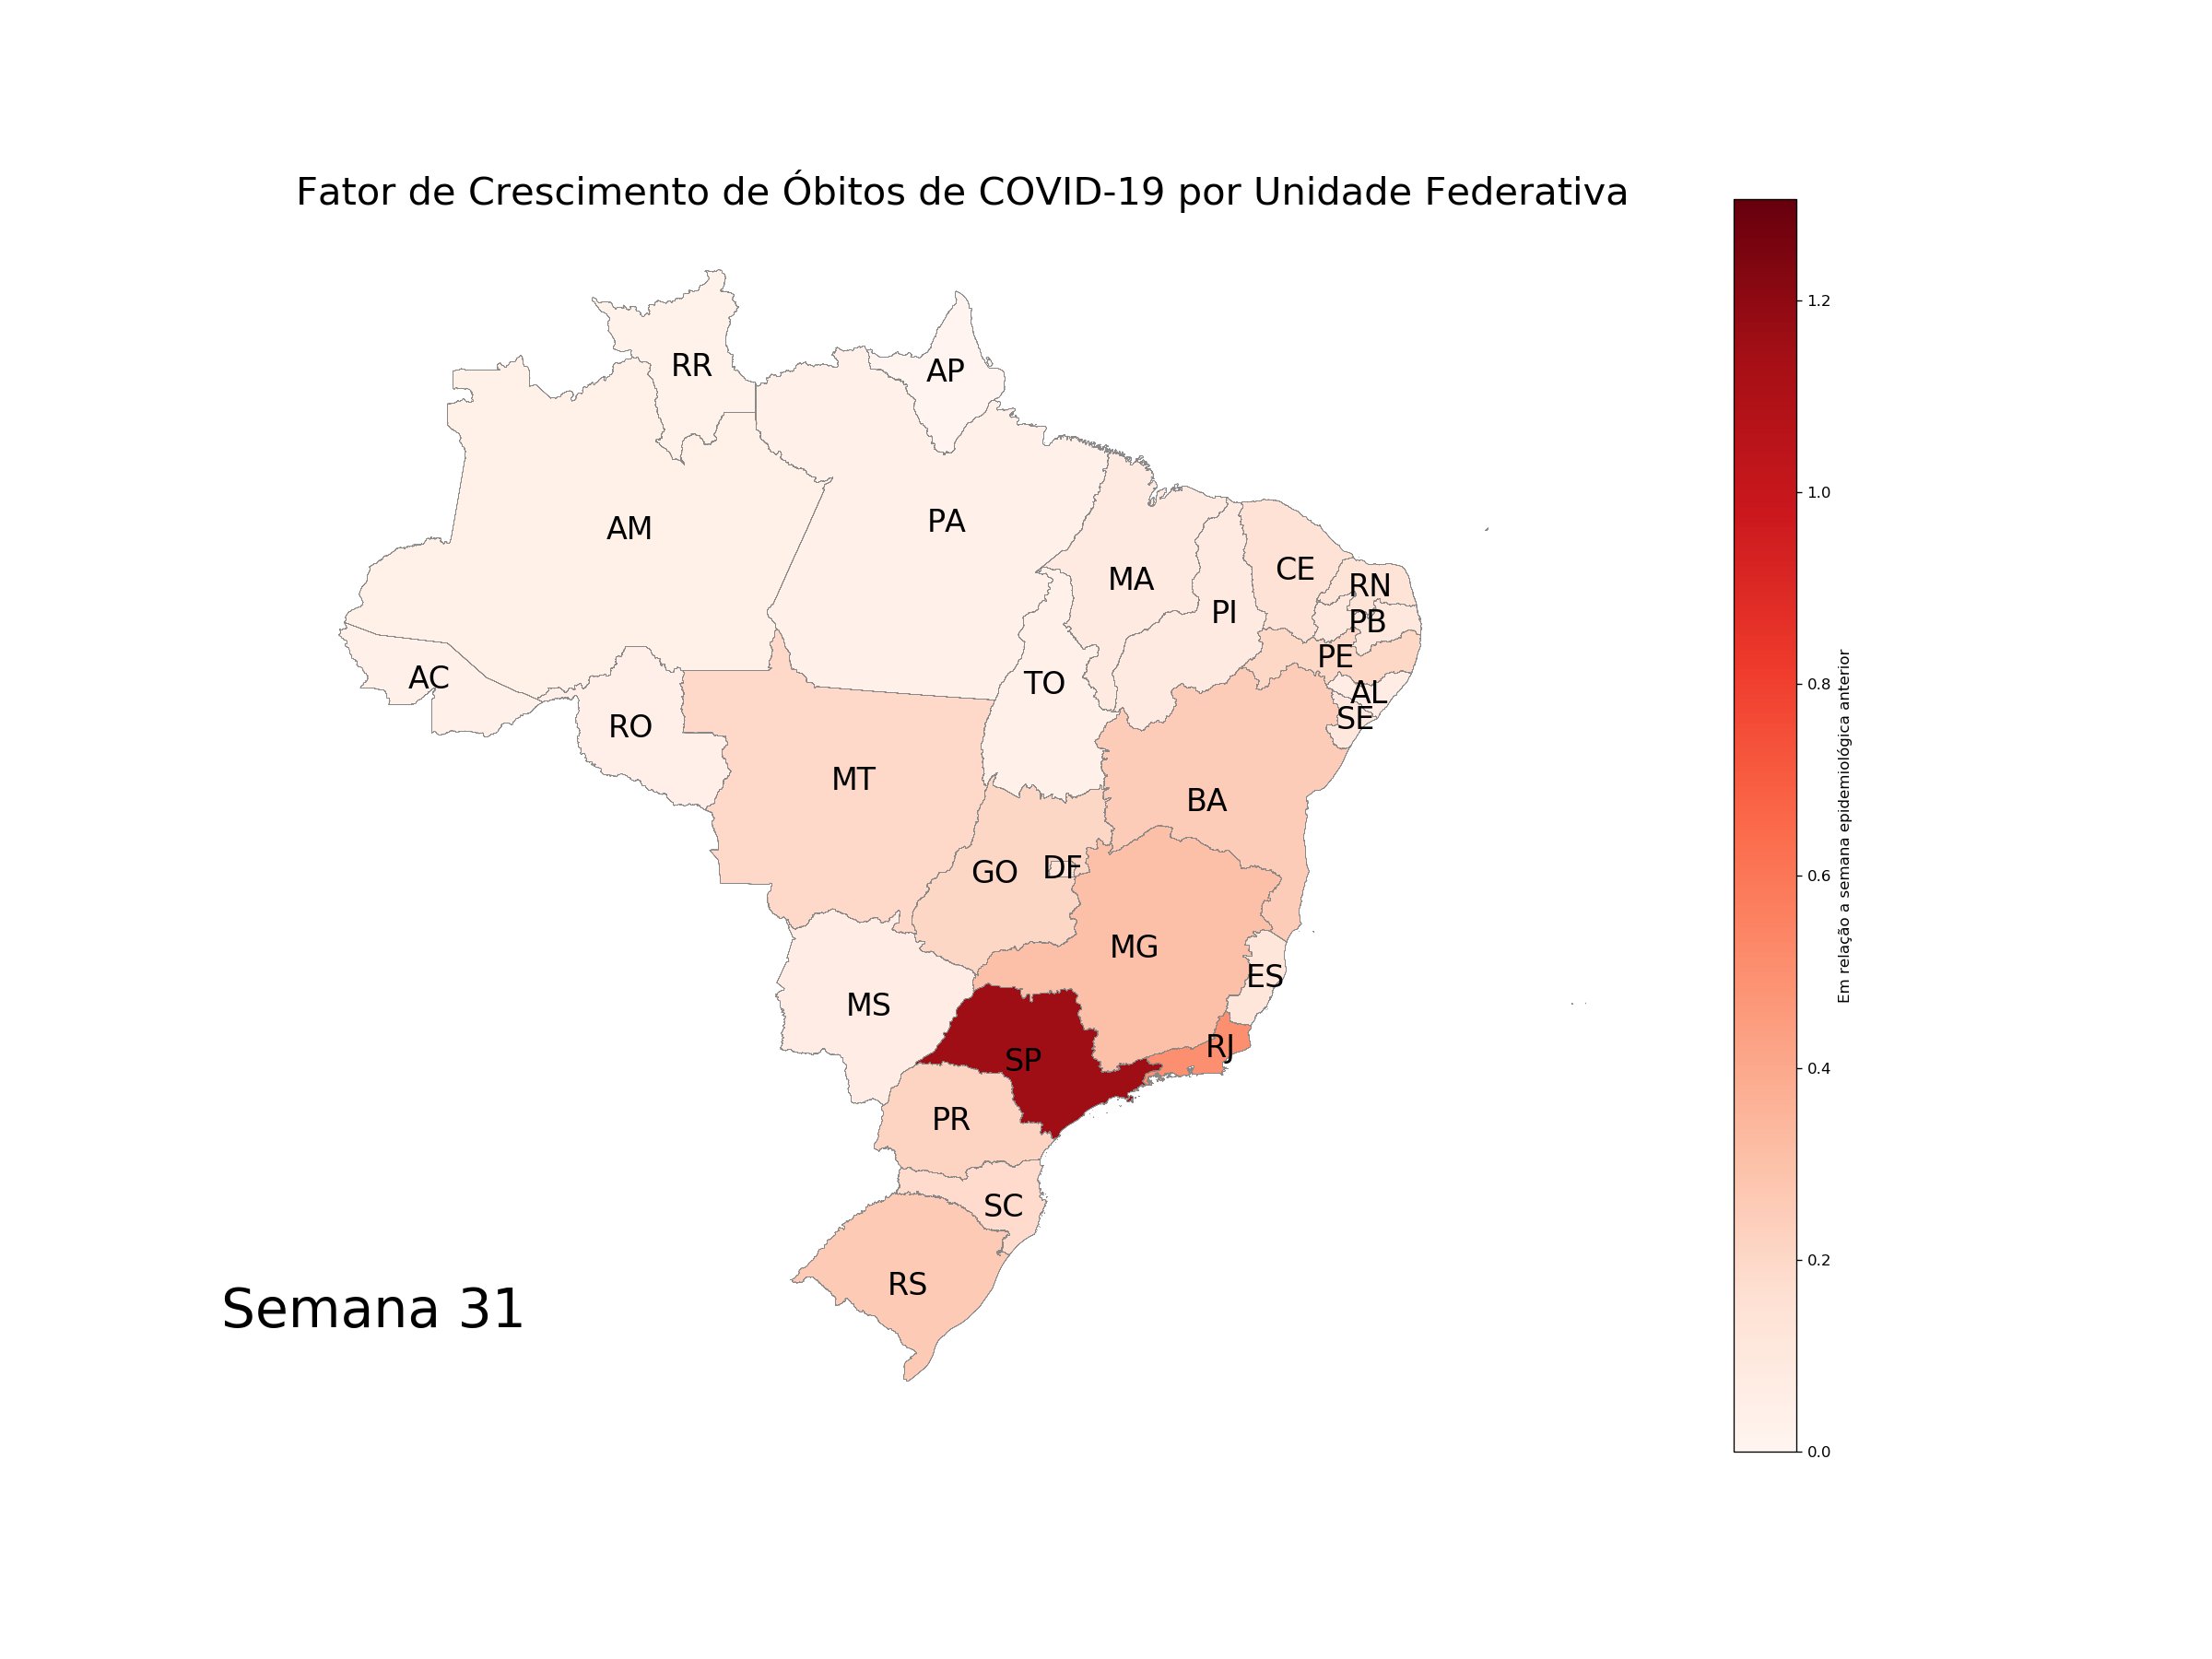 Fator de Crescimento de Óbitos de COVID-19 por Unidade Federativa
RR
AP
AM
PA
MA
CE
RN
PI
PB
PE
AC
TO
AL
SE
RO
MT
BA
GO
DF
MG
ES
MS
RJ
SP
PR
SC
RS
Semana 31
1.2
1.0
0.8
0.6
0.4
0.2
0.0
Em relação a semana epidemiológica anterior